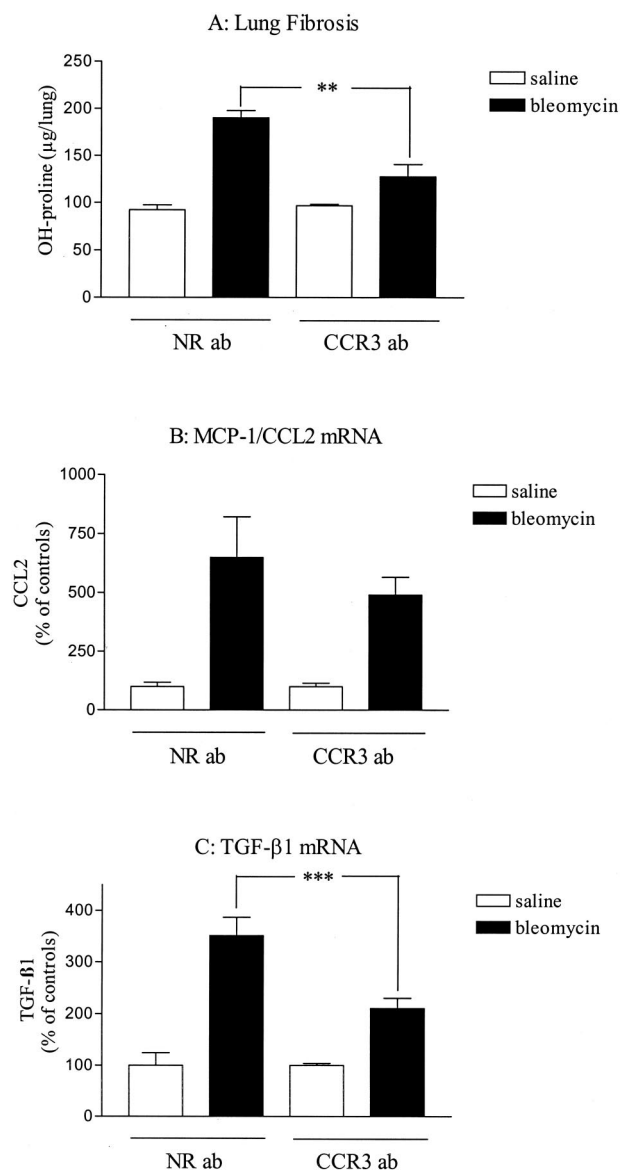 A: Lung Fibrosis
250
200
150
100
50
0
OH-proline (µg/lung)
**
saline
bleomycin
NR ab
CCR3 ab
B: MCP-1/CCL2 mRNA
1000
750
500
250
0
CCL2
(% of controls)
saline
bleomycin
NR ab
CCR3 ab
C: TGF-β1 mRNA
400
300
200
100
0
TGF-β1
(% of controls)
***
saline
bleomycin
NR ab
CCR3 ab